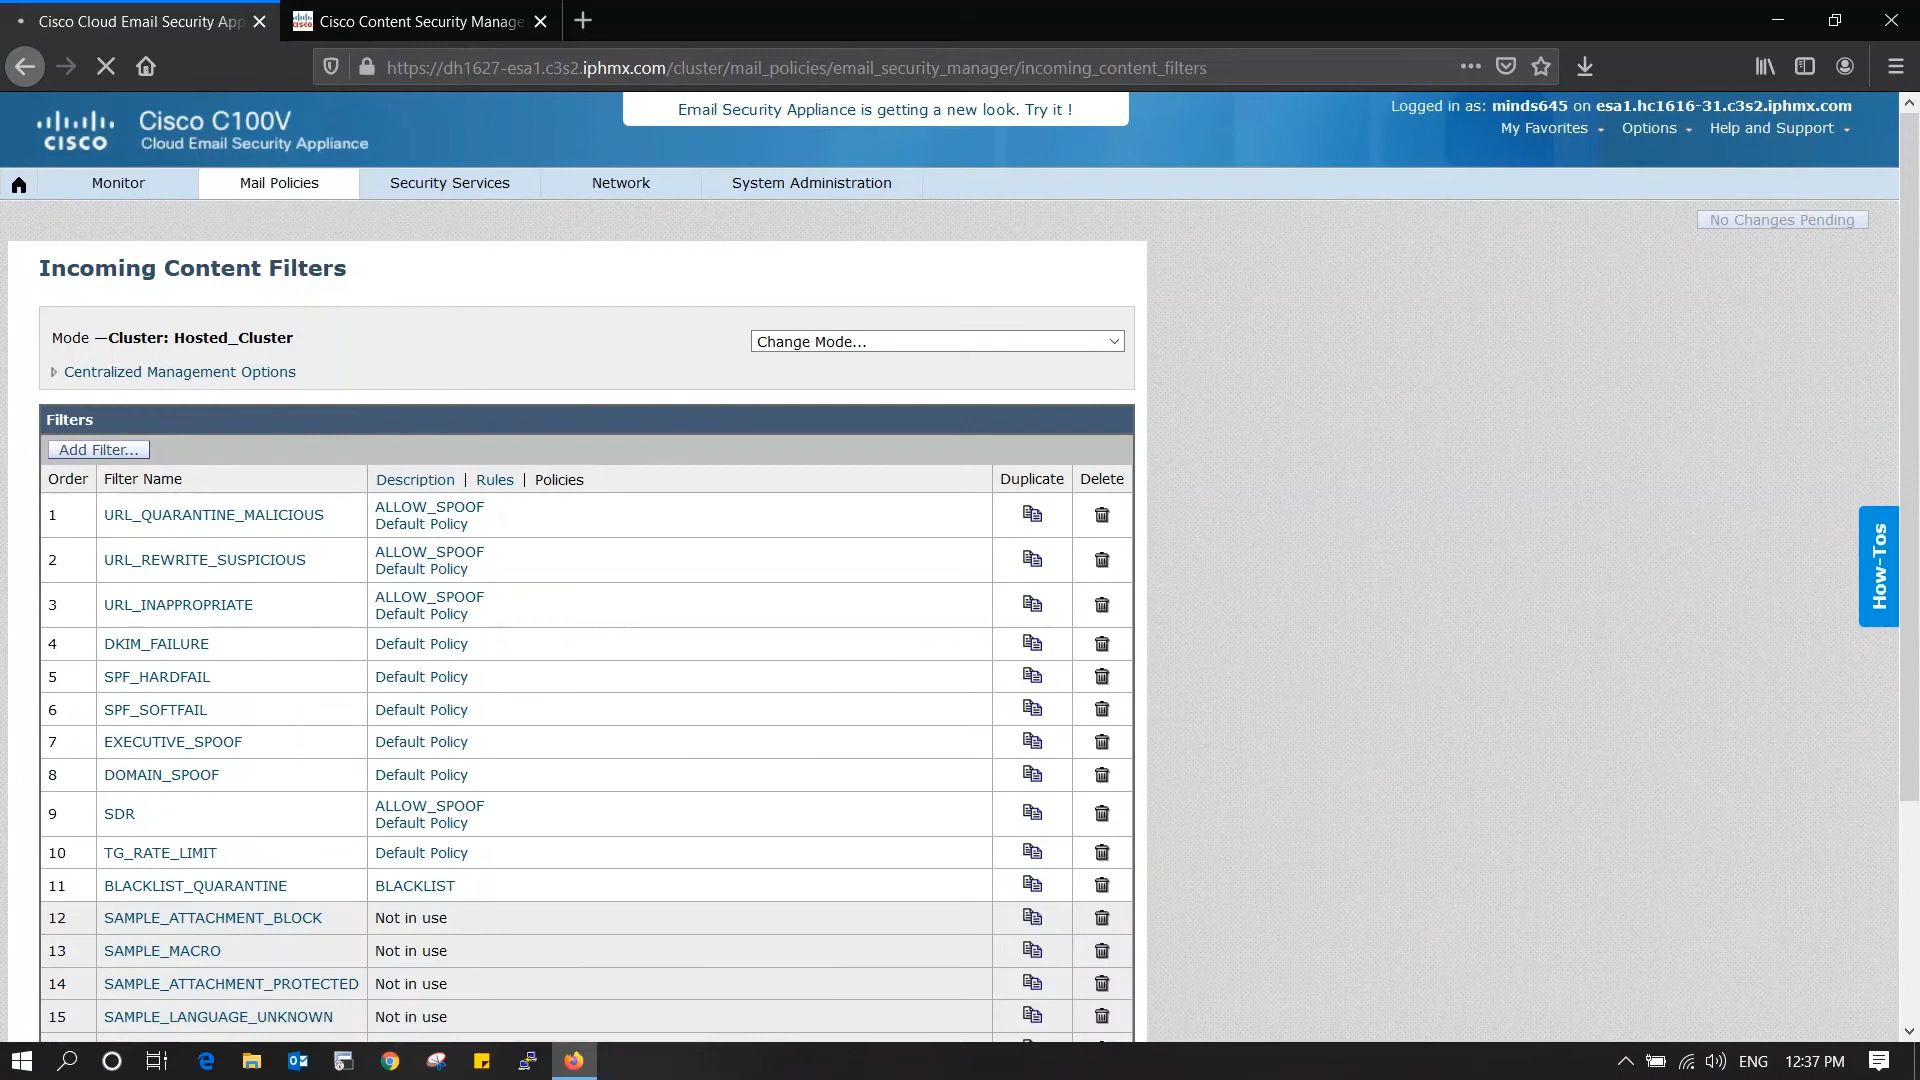 Cisco Cloud Email Security App
Cisco Content Security Manage
https://dh1627-esa1.c3s2.iphmx.com/cluster/mail_policies/email_security_manager/incoming_content_filters
CISCO
Cisco C100V
Cloud Email Security Appliance
Email Security Appliance is getting a new look. Try it !
Logged in as: minds645 on esa1.hc1616-31.c3s2.iphmx.com
My Favorites Options Help and Support
Monitor Mail Policies Security Services Network System Administration
No Changes Pending
Incoming Content Filters
Mode —Cluster: Hosted_Cluster
Change Mode...
Centralized Management Options
Filters
Add Filter...
Order Filter Name Description | Rules | Policies Duplicate Delete
1 URL_QUARANTINE_MALICIOUS ALLOW_SPOOF
Default Policy
2 URL_REWRITE_SUSPICIOUS ALLOW_SPOOF
Default Policy
3 URL_INAPPROPRIATE ALLOW_SPOOF
Default Policy
4 DKIM_FAILURE Default Policy
5 SPF_HARDFAIL Default Policy
6 SPF_SOFTFAIL Default Policy
7 EXECUTIVE_SPOOF Default Policy
8 DOMAIN_SPOOF Default Policy
9 SDR ALLOW_SPOOF
Default Policy
10 TG_RATE_LIMIT Default Policy
11 BLACKLIST_QUARANTINE BLACKLIST
12 SAMPLE_ATTACHMENT_BLOCK Not in use
13 SAMPLE_MACRO Not in use
14 SAMPLE_ATTACHMENT_PROTECTED Not in use
15 SAMPLE_LANGUAGE_UNKNOWN Not in use
How-Tos
ENG 12:37 PM